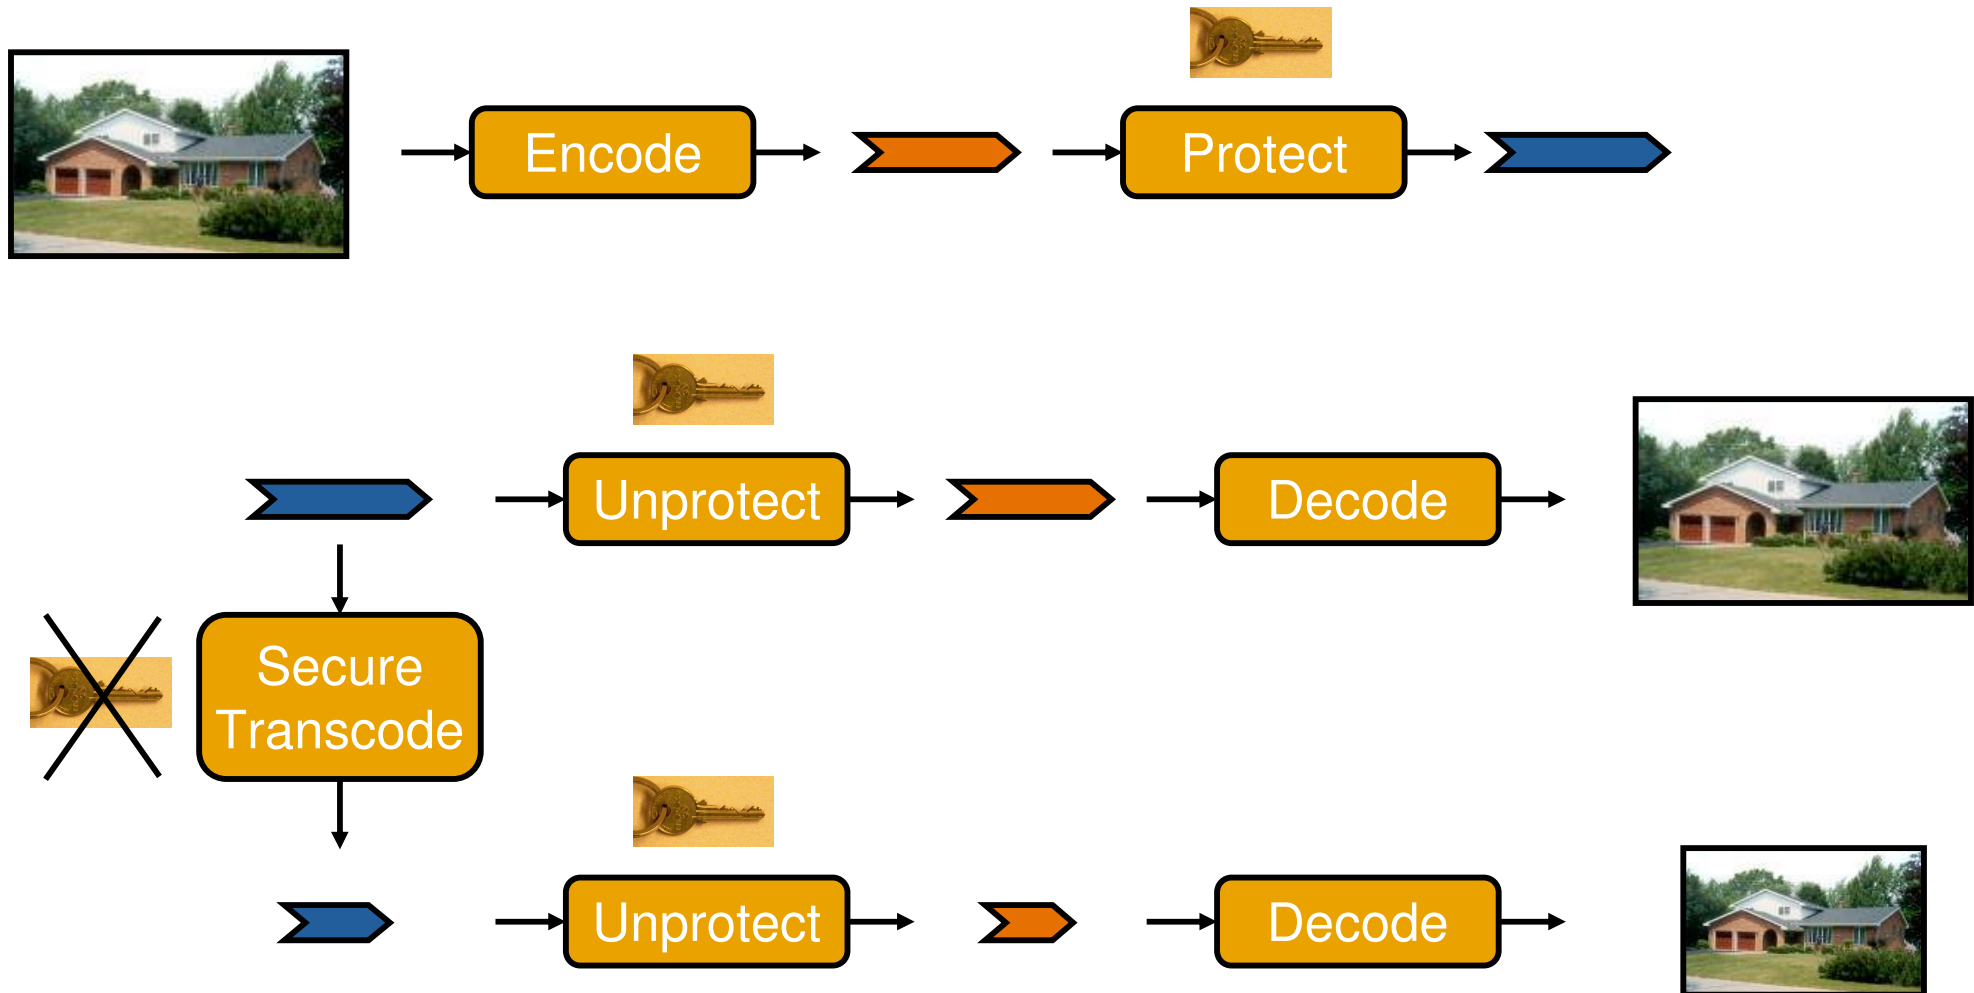 Encode
Protect
Unprotect
Decode
Secure
Transcode
Unprotect
Decode